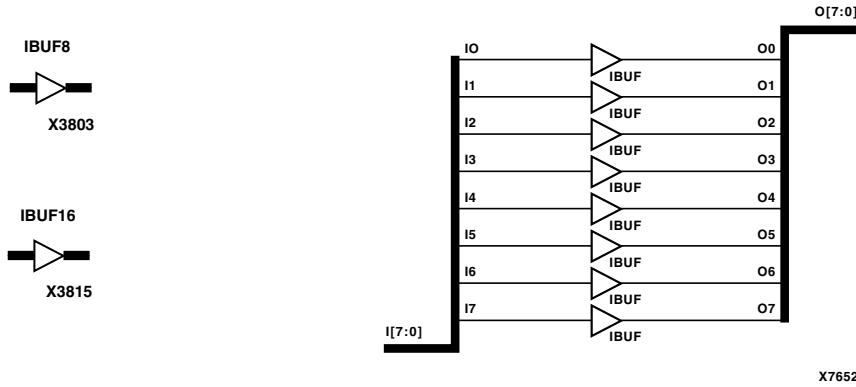 IBUF8
X3803
IBUF16
X3815
O[7:0]
I0 IBUF O0
I1 IBUF O1
I2 IBUF O2
I3 IBUF O3
I4 IBUF O4
I5 IBUF O5
I6 IBUF O6
I7 IBUF O7
I[7:0]
X7652